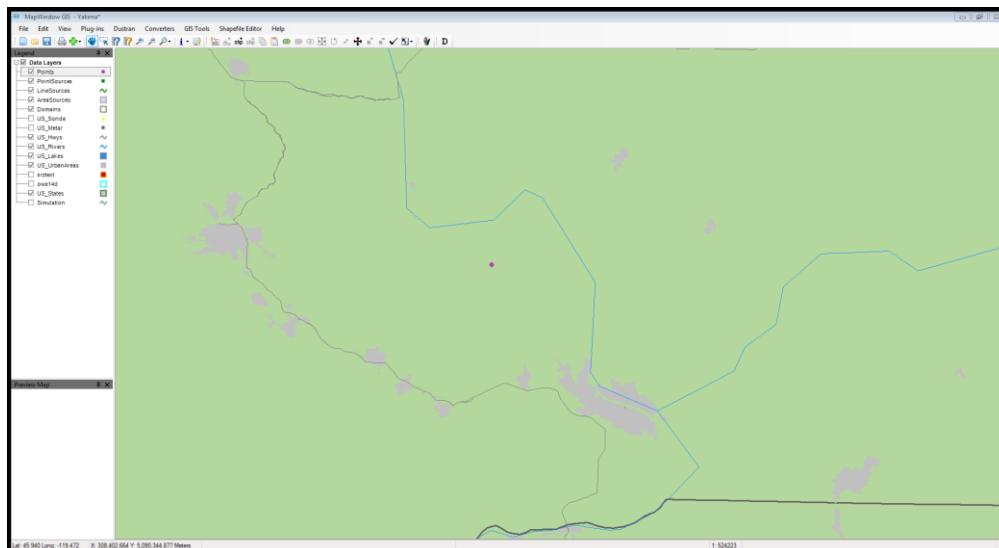 MapWindow GIS - Yakima*
File Edit View Plug-ins Dustran Converters GIS Tools Shapefile Editor Help
D
Legend
Data Layers
Points
PointSources
LineSources
AreaSources
Domains
US_Sonde
US_Metar
US_Hwys
US_Rivers
US_Lakes
US_UrbanAreas
US_States
Simulation
Preview Map
Lat: 45.940 Long: -119.472 X: 308,402.664 Y: 5,090,344.877 Meters 1: 524223